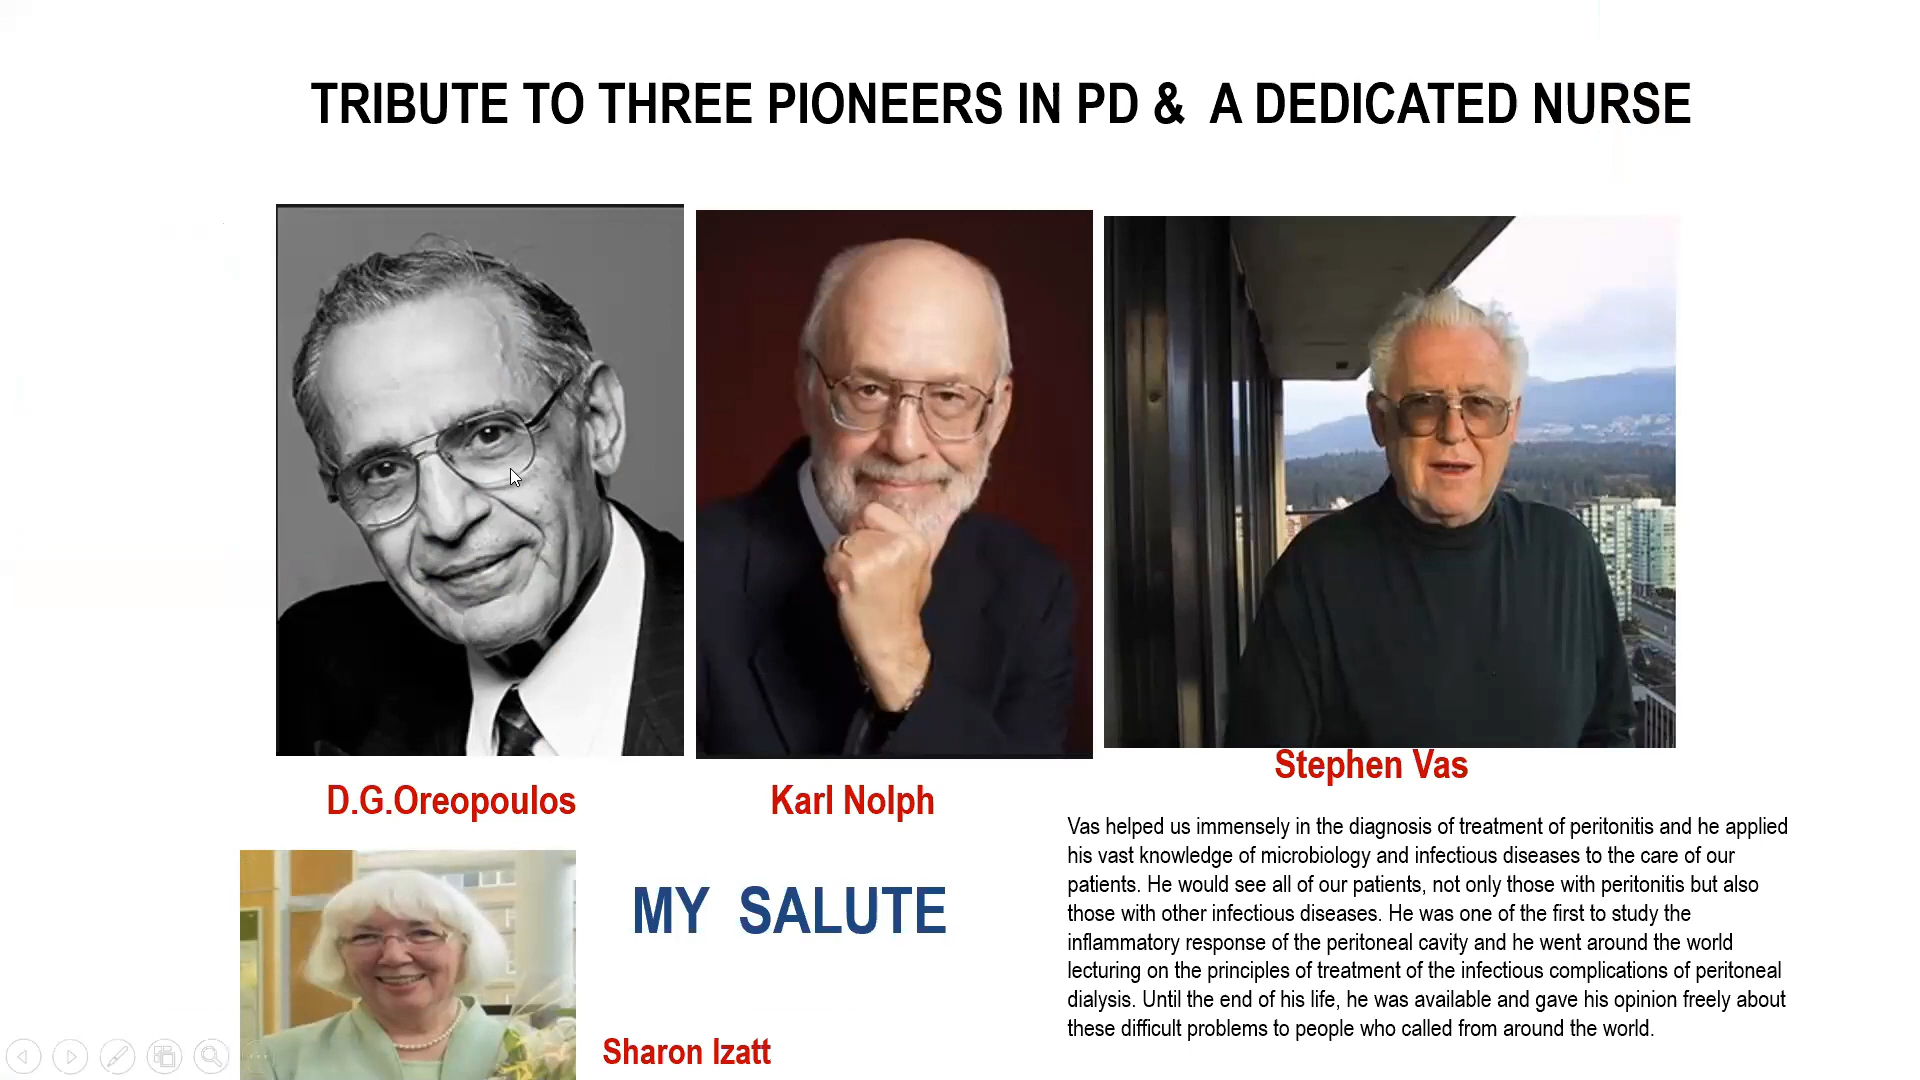 TRIBUTE TO THREE PIONEERS IN PD & A DEDICATED NURSE
D.G.Oreopoulos
Karl Nolph
Stephen Vas
Vas helped us immensely in the diagnosis of treatment of peritonitis and he applied
his vast knowledge of microbiology and infectious diseases to the care of our
patients. He would see all of our patients, not only those with peritonitis but also
those with other infectious diseases. He was one of the first to study the
inflammatory response of the peritoneal cavity and he went around the world
lecturing on the principles of treatment of the infectious complications of peritoneal
dialysis. Until the end of his life, he was available and gave his opinion freely about
these difficult problems to people who called from around the world.
MY SALUTE
Sharon Izatt